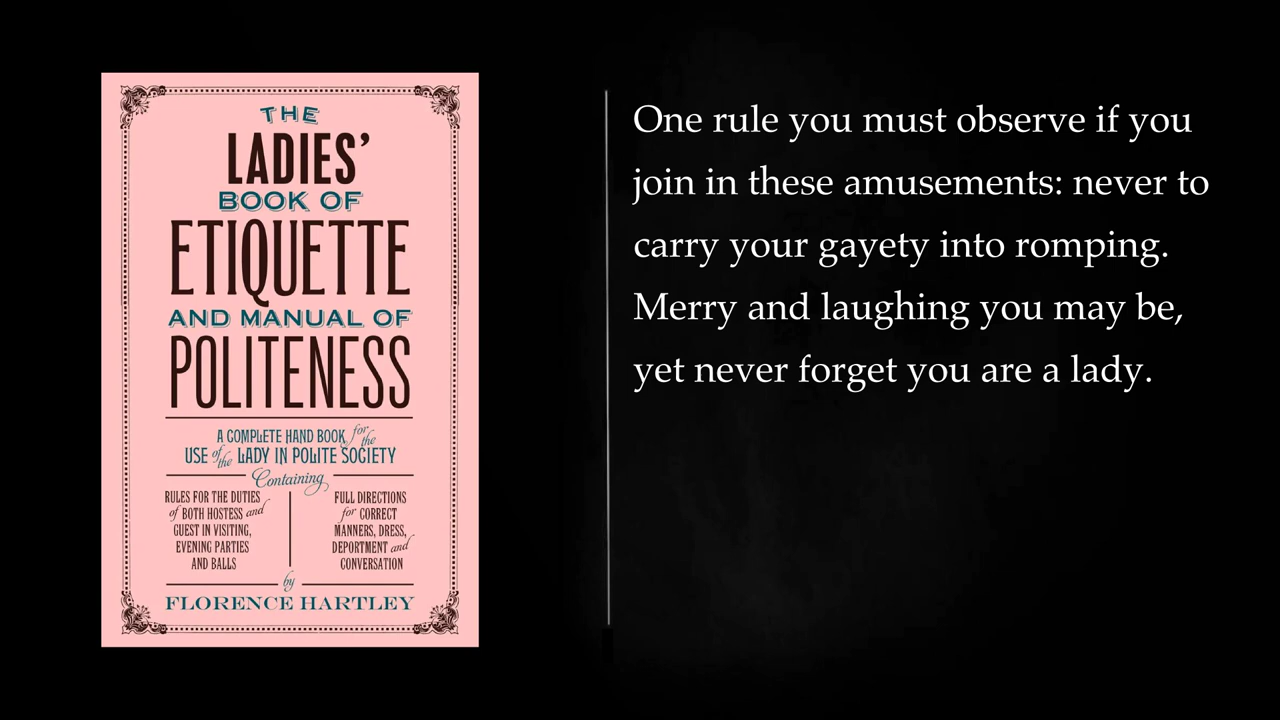 THE
LADIES'
BOOK OF
ETIQUETTE
AND MANUAL OF
POLITENESS
A COMPLETE HAND BOOK for the
USE of the LADY IN POLITE SOCIETY
Containing
RULES FOR THE DUTIES
of BOTH HOSTESS and
GUEST IN VISITING,
EVENING PARTIES
AND BALLS
FULL DIRECTIONS
for CORRECT
MANNERS, DRESS,
DEPORTMENT and
CONVERSATION
by
FLORENCE HARTLEY
One rule you must observe if you
join in these amusements: never to
carry your gayety into romping.
Merry and laughing you may be,
yet never forget you are a lady.